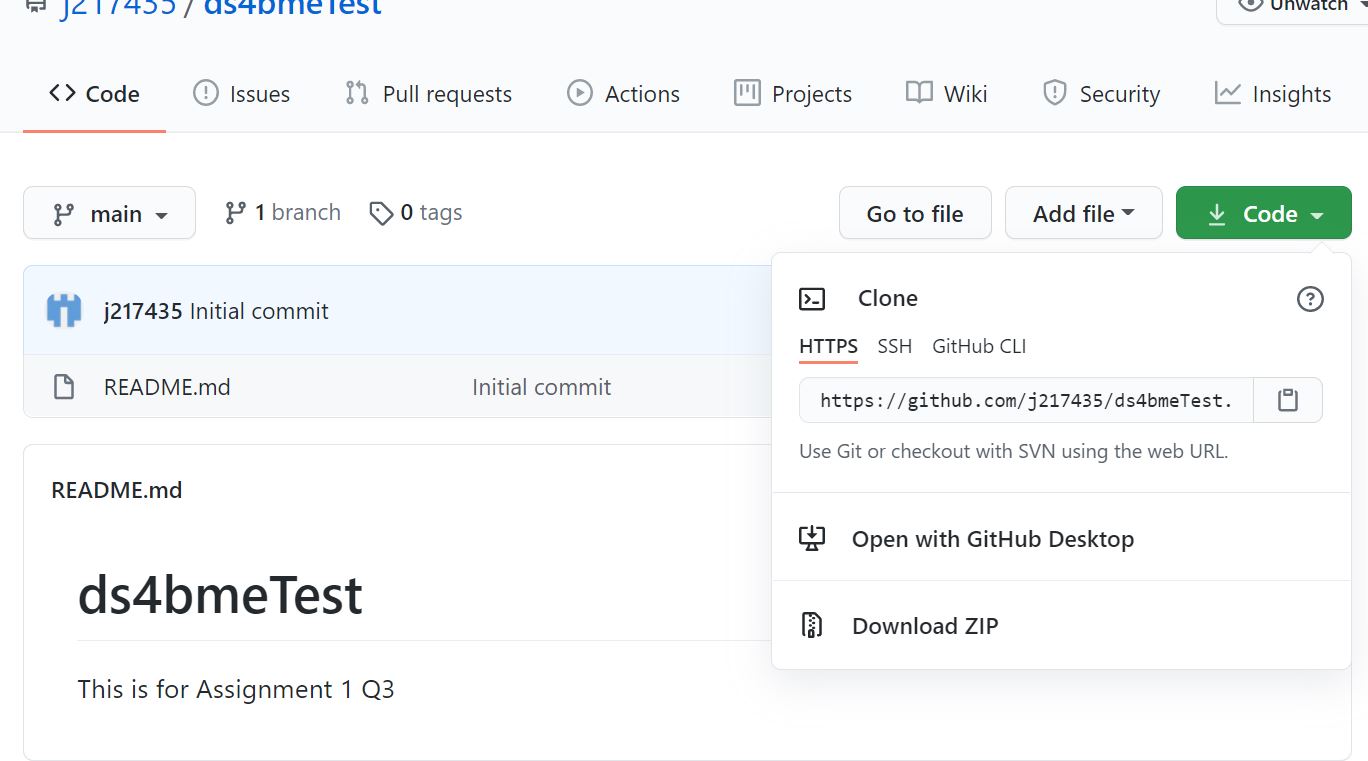 j217435 / ds4bmeTest
Unwatch
Code Issues Pull requests Actions Projects Wiki Security Insights
main 1 branch 0 tags Go to file Add file Code
j217435 Initial commit
README.md Initial commit
Clone
HTTPS SSH GitHub CLI
https://github.com/j217435/ds4bmeTest.
Use Git or checkout with SVN using the web URL.
Open with GitHub Desktop
Download ZIP
README.md
ds4bmeTest
This is for Assignment 1 Q3